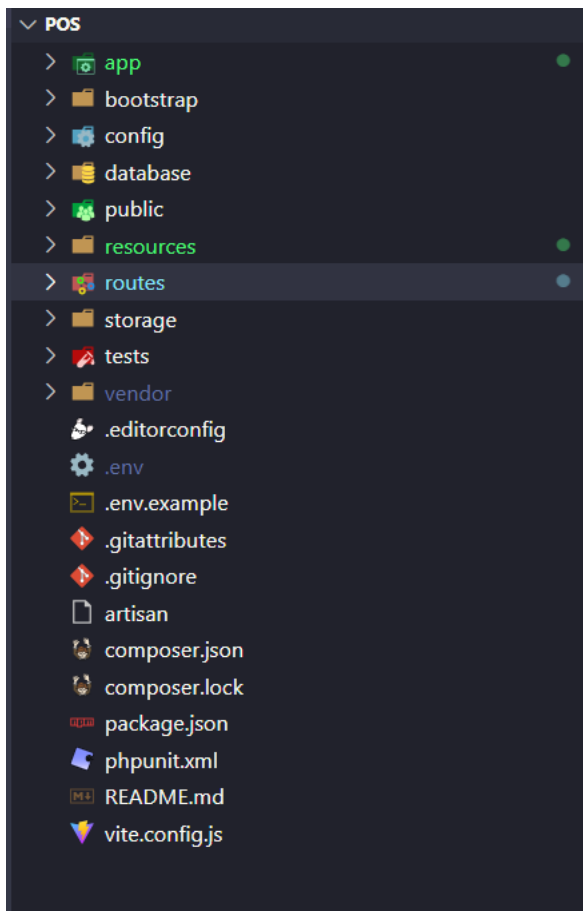 POS
app
bootstrap
config
database
public
resources
routes
storage
tests
vendor
.editorconfig
.env
.env.example
.gitattributes
.gitignore
artisan
composer.json
composer.lock
package.json
phpunit.xml
README.md
vite.config.js